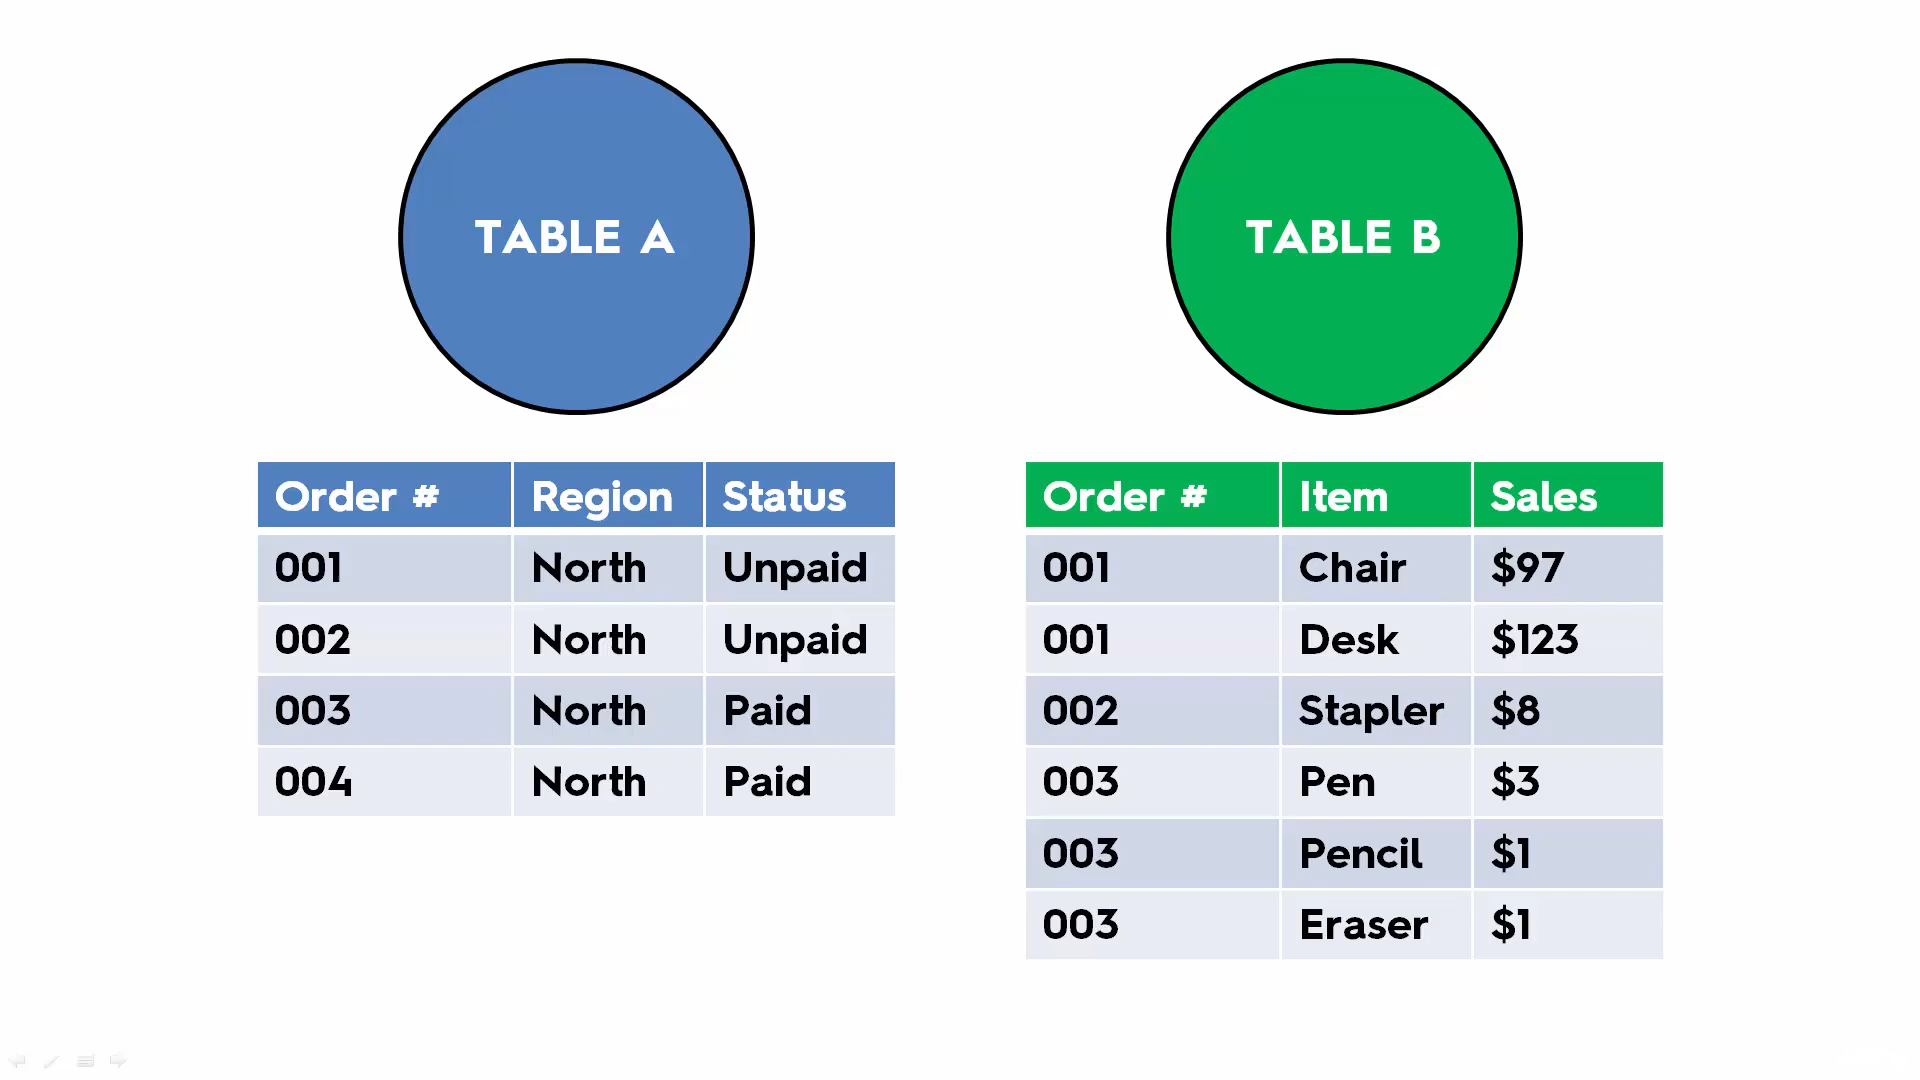 TABLE A
TABLE B
Order # Region Status
001 North Unpaid
002 North Unpaid
003 North Paid
004 North Paid
Order # Item Sales
001 Chair $97
001 Desk $123
002 Stapler $8
003 Pen $3
003 Pencil $1
003 Eraser $1